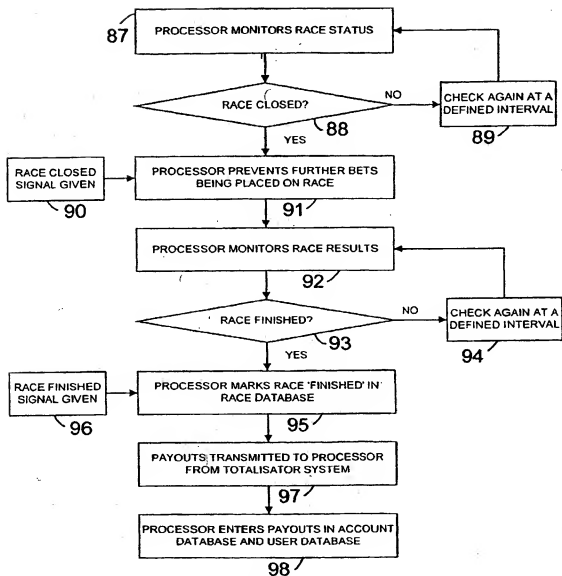 87
PROCESSOR MONITORS RACE STATUS
RACE CLOSED?
88
NO
CHECK AGAIN AT A
DEFINED INTERVAL
89
YES
RACE CLOSED
SIGNAL GIVEN
90
PROCESSOR PREVENTS FURTHER BETS
BEING PLACED ON RACE
91
PROCESSOR MONITORS RACE RESULTS
92
RACE FINISHED?
93
NO
CHECK AGAIN AT A
DEFINED INTERVAL
94
YES
RACE FINISHED
SIGNAL GIVEN
96
PROCESSOR MARKS RACE 'FINISHED' IN
RACE DATABASE
95
PAYOUTS TRANSMITTED TO PROCESSOR
FROM TOTALISATOR SYSTEM
97
PROCESSOR ENTERS PAYOUTS IN ACCOUNT
DATABASE AND USER DATABASE
98